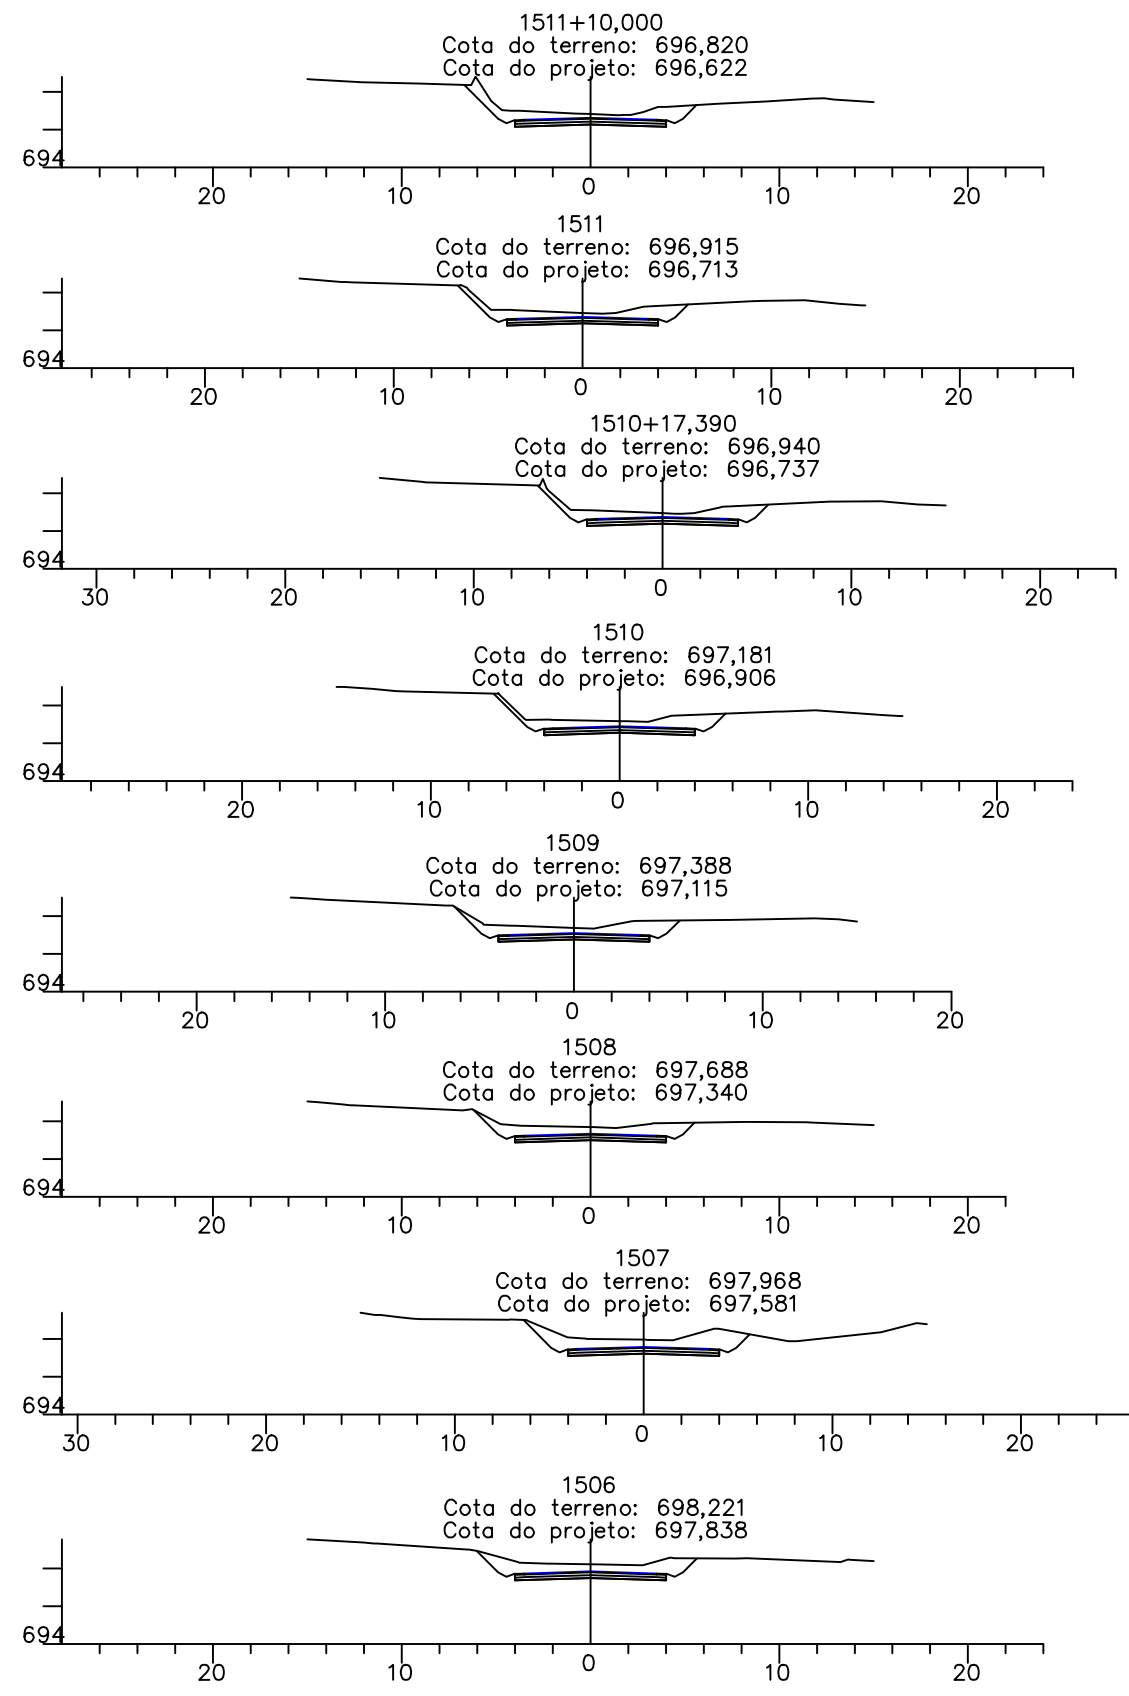 1511+10,000
Cota do terreno: 696,820
Cota do projeto: 696,622
694
20 10 0 10 20
1511
Cota do terreno: 696,915
Cota do projeto: 696,713
694
20 10 0 10 20
1510+17,390
Cota do terreno: 696,940
Cota do projeto: 696,737
694
30 20 10 0 10 20
1510
Cota do terreno: 697,181
Cota do projeto: 696,906
694
20 10 0 10 20
1509
Cota do terreno: 697,388
Cota do projeto: 697,115
694
20 10 0 10 20
1508
Cota do terreno: 697,688
Cota do projeto: 697,340
694
20 10 0 10 20
1507
Cota do terreno: 697,968
Cota do projeto: 697,581
694
30 20 10 0 10 20
1506
Cota do terreno: 698,221
Cota do projeto: 697,838
694
20 10 0 10 20